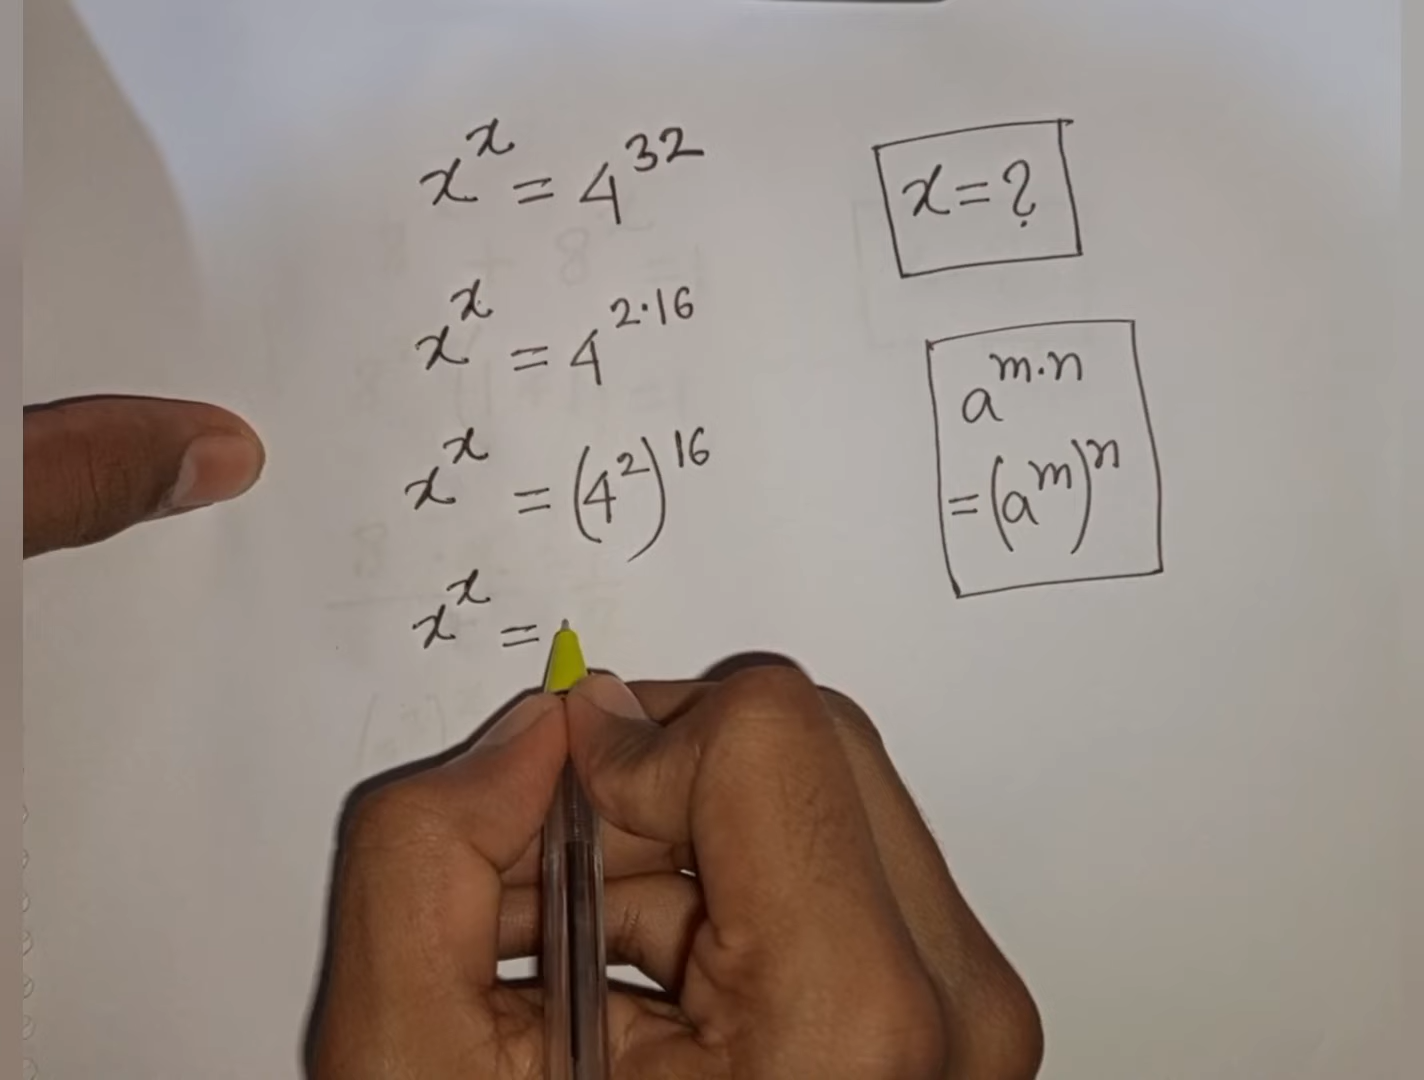 x^x = 4^32
x = ?
x^x = 4^2·16
x^x = (4^2)^16
x^x =
a^m·n
= (a^m)^n